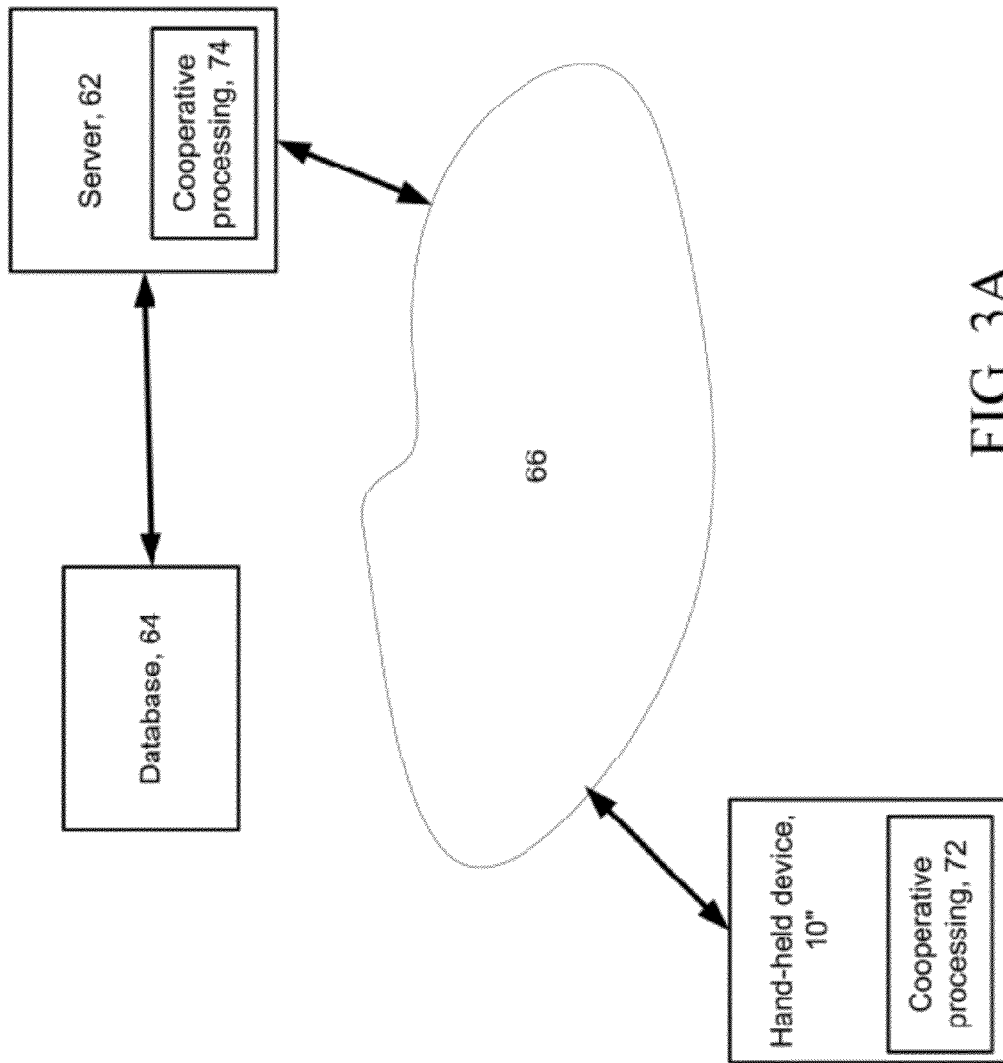 Database, 64
Server, 62
Cooperative
processing, 74
66
Hand-held device,
10"
Cooperative
processing, 72
FIG. 3A